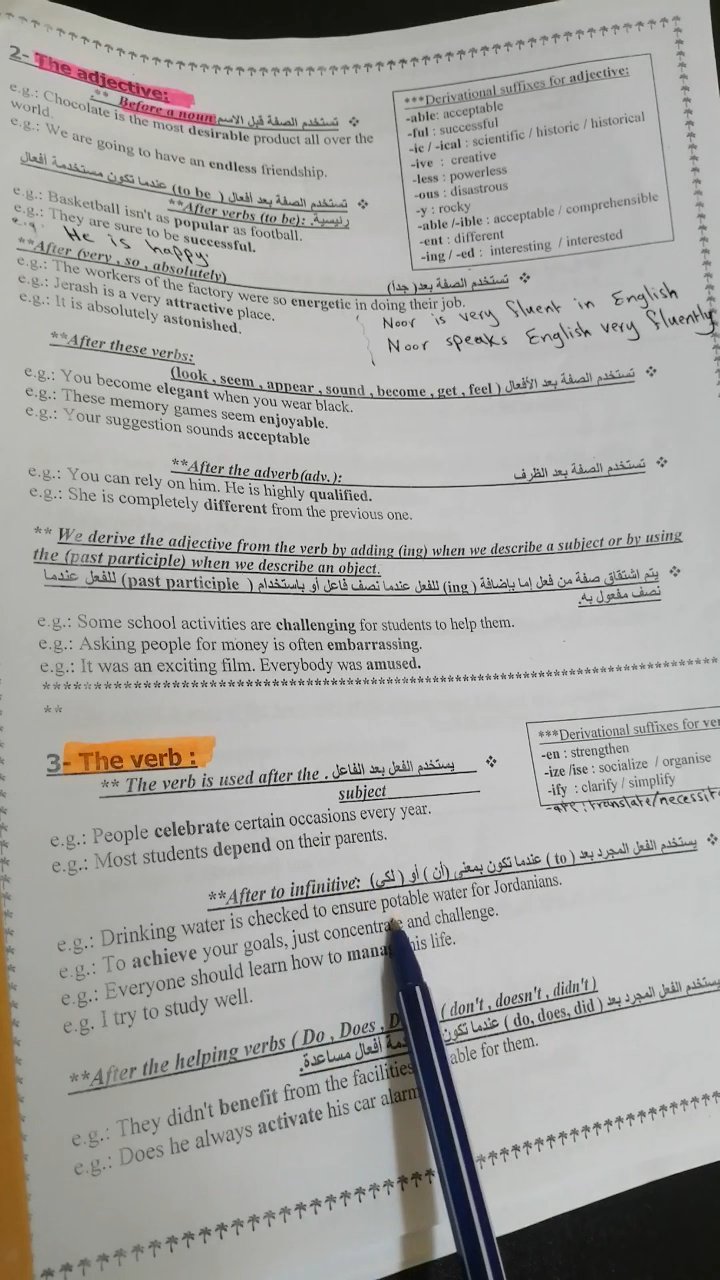 2- The adjective:
** Before a noun تستخدم الصفة قبل الاسم
e.g.: Chocolate is the most desirable product all over the
world.
e.g.: We are going to have an endless friendship.
***Derivational suffixes for adjective:
-able: acceptable
-ful : successful
-ic / -ical : scientific / historic / historical
-ive : creative
-less : powerless
-ous : disastrous
-y : rocky
-able /-ible : acceptable / comprehensible
-ent : different
-ing / -ed : interesting / interested
تستخدم الصفة بعد افعال (to be ) عندما تكون مستخدمة أفعال
رئيسية. **After verbs (to be):
e.g.: Basketball isn't as popular as football.
e.g.: They are sure to be successful.
e.g: He is happy.
**After (very , so , absolutely) تستخدم الصفة بعد( جدا)
e.g.: The workers of the factory were so energetic in doing their job.
e.g.: Jerash is a very attractive place.
e.g.: It is absolutely astonished.
Noor is very fluent in English
Noor speaks English very fluently
**After these verbs:
(look , seem , appear , sound , become , get , feel ) تستخدم الصفة بعد الأفعال
e.g.: You become elegant when you wear black.
e.g.: These memory games seem enjoyable.
e.g.: Your suggestion sounds acceptable
**After the adverb(adv.): تستخدم الصفة بعد الظرف
e.g.: You can rely on him. He is highly qualified.
e.g.: She is completely different from the previous one.
** We derive the adjective from the verb by adding (ing) when we describe a subject or by using
the (past participle) when we describe an object.
يتم اشتقاق صفة من فعل إما بإضافة ( ing) للفعل عندما نصف فاعل أو باستخدام ( past participle) للفعل عندما
نصف مفعول به.
e.g.: Some school activities are challenging for students to help them.
e.g.: Asking people for money is often embarrassing.
e.g.: It was an exciting film. Everybody was amused.
**
3- The verb :
** The verb is used after the يستخدم الفعل بعد الفاعل .
subject
***Derivational suffixes for
-en : strengthen
-ize /ise : socialize / organise
-ify : clarify / simplify
-ate: translate/
e.g.: People celebrate certain occasions every year.
e.g.: Most students depend on their parents.
**After to infinitive: يستخدم الفعل المجرد بعد ( to ) عندما تكون بمعنى (أن ) أو ( لكي)
e.g.: Drinking water is checked to ensure potable water for Jordanians.
e.g.: To achieve your goals, just concentrate and challenge.
e.g.: Everyone should learn how to his life.
e.g. I try to study well.
**After the helping verbs ( Do , Does , ( don't , doesn't , didn't )
يستخدم الفعل المجرد بعد ( do, does, did ) عندما تكون
أفعال مساعدة.
e.g.: They didn't benefit from the facilities for them.
e.g.: Does he always activate his car alarm